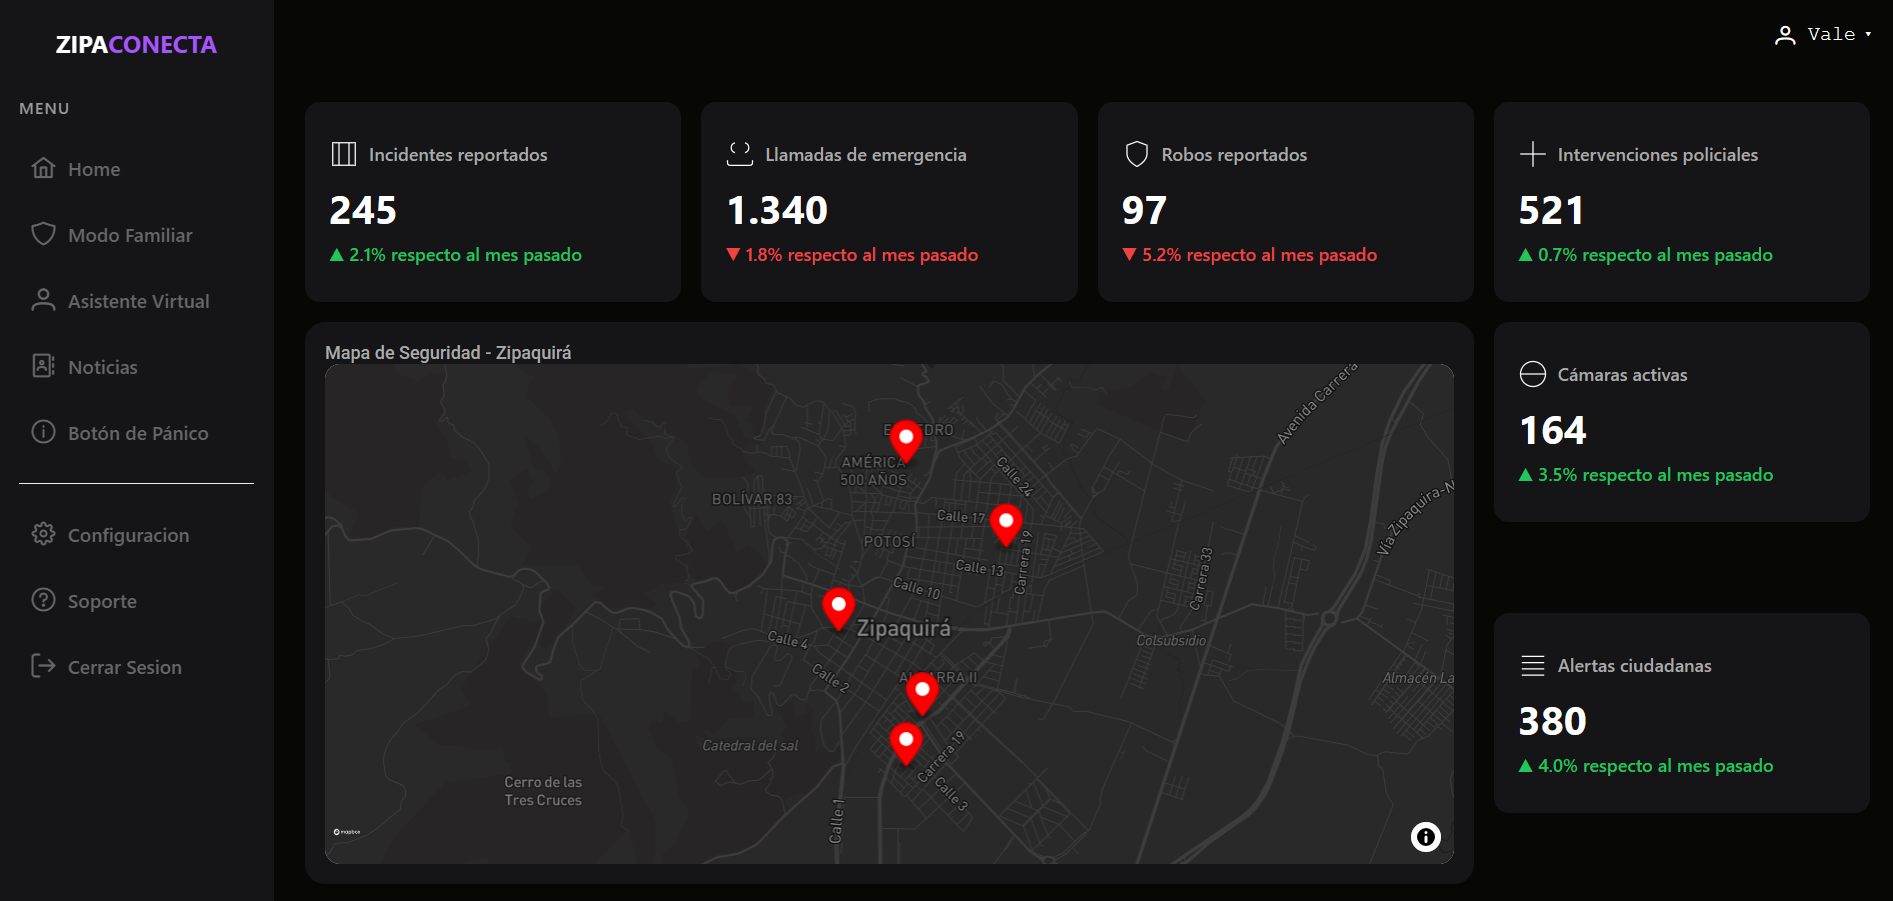 ZIPACONECTA
Vale
MENU
Home
Modo Familiar
Asistente Virtual
Noticias
Botón de Pánico
Configuracion
Soporte
Cerrar Sesion
Incidentes reportados
245
▲ 2.1% respecto al mes pasado
Llamadas de emergencia
1.340
▼ 1.8% respecto al mes pasado
Robos reportados
97
▼ 5.2% respecto al mes pasado
Intervenciones policiales
521
▲ 0.7% respecto al mes pasado
Mapa de Seguridad - Zipaquirá
Avenida Carrera
AMÉRICA
500 AÑOS
Calle 24
BOLÍVAR 83
Calle 17
Vía Zipaquira-N
POTOSÍ
Carrera 19
Calle 13
Carrera 33
Calle 10
Zipaquirá
Calle 4
Colsubsidio
Calle 2
Almacén La
Catedral del sal
Carrera 19
Cerro de las
Tres Cruces
Calle 3
Calle 1
mapbox
Cámaras activas
164
▲ 3.5% respecto al mes pasado
Alertas ciudadanas
380
▲ 4.0% respecto al mes pasado